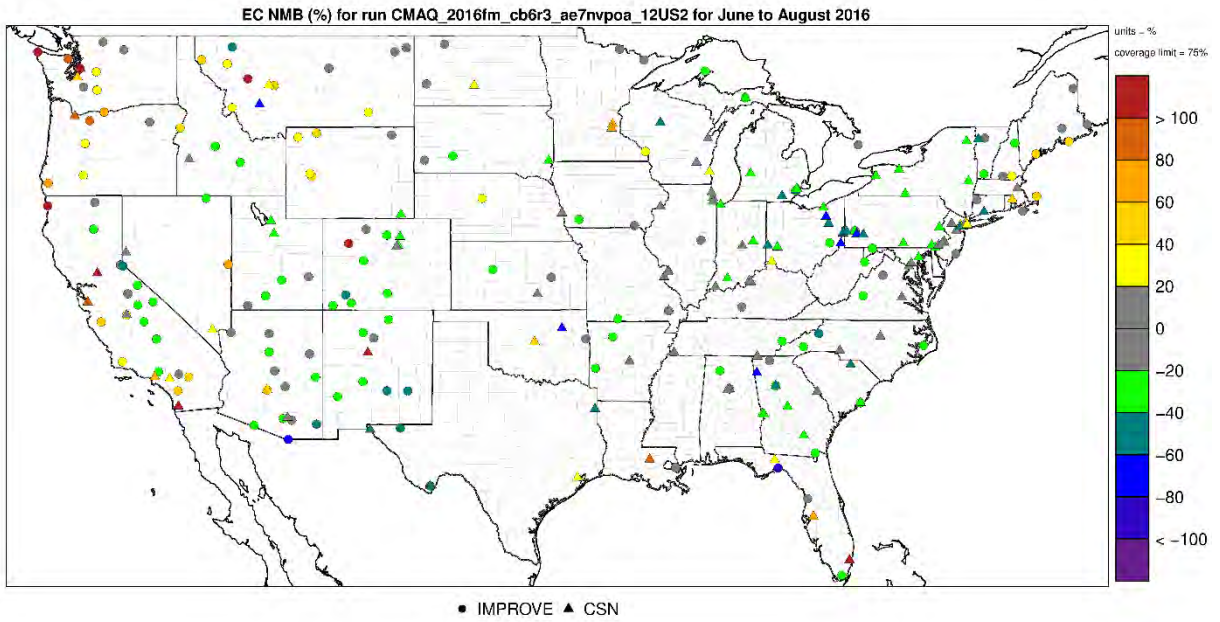 EC NMB (%) for run CMAQ_2016fm_cb6r3_ae7nvpoa_12US2 for June to August 2016
units = %
coverage limit = 75%
> 100
80
60
40
20
0
−20
−40
−60
−80
< −100
● IMPROVE ▲ CSN